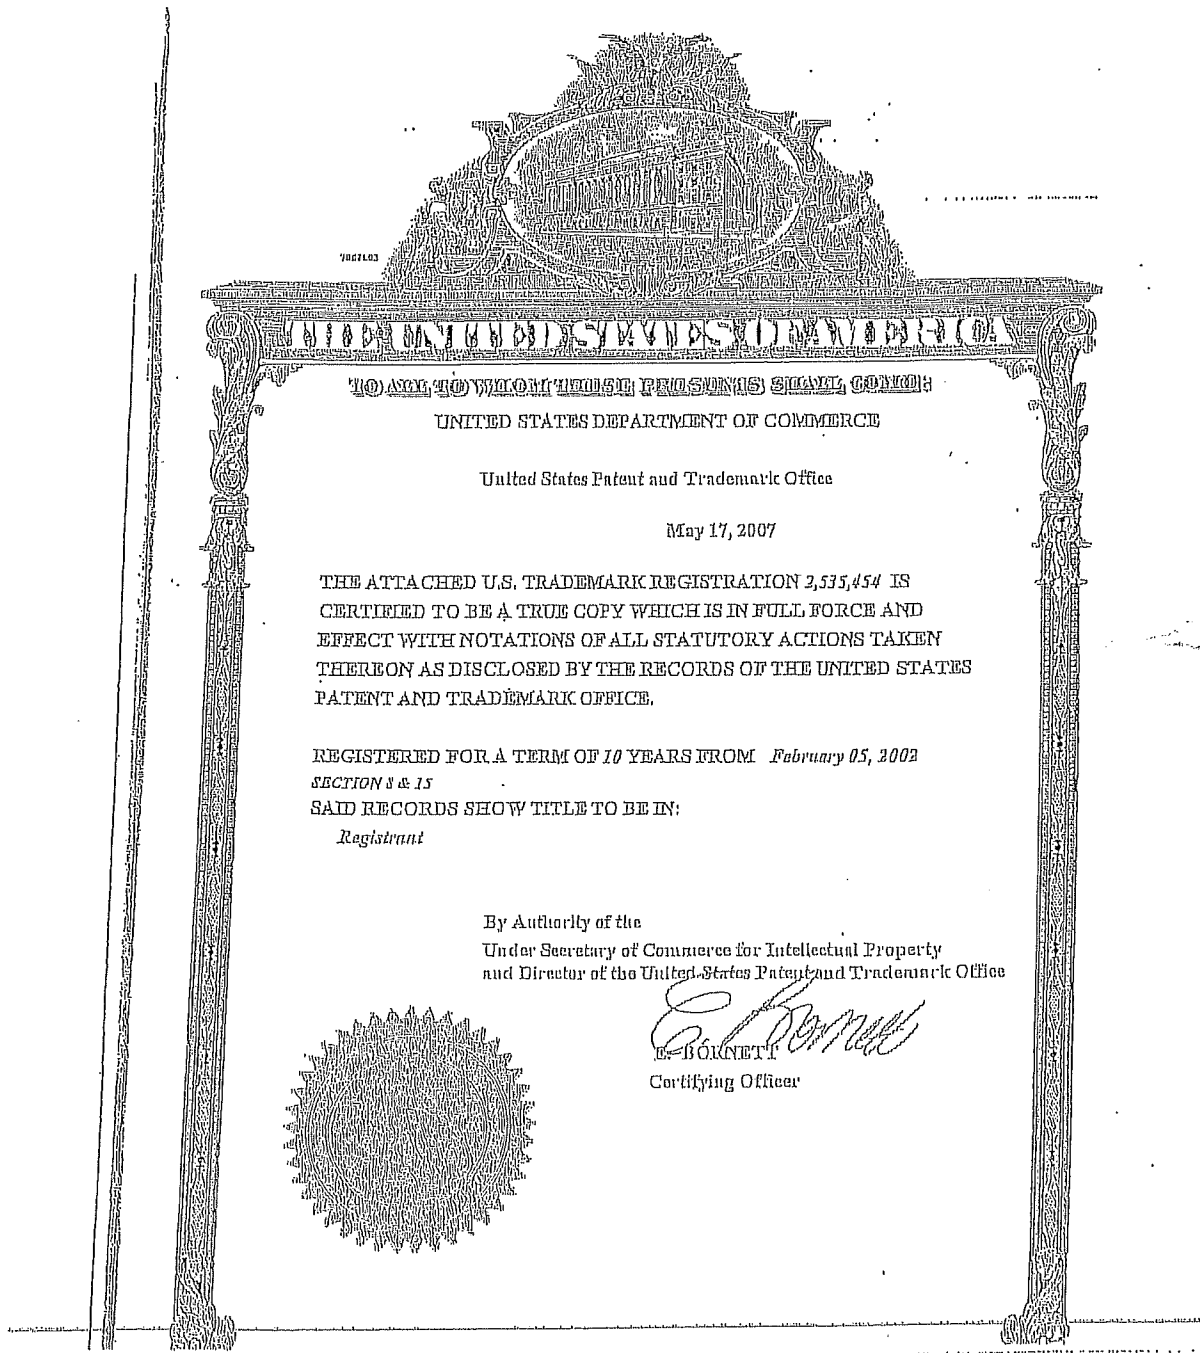 THE UNITED STATES OF AMERICA
TO ALL TO WHOM THESE PRESENTS SHALL COME:
UNITED STATES DEPARTMENT OF COMMERCE
United States Patent and Trademark Office
May 17, 2007
THE ATTACHED U.S. TRADEMARK REGISTRATION 2,535,454 IS
CERTIFIED TO BE A TRUE COPY WHICH IS IN FULL FORCE AND
EFFECT WITH NOTATIONS OF ALL STATUTORY ACTIONS TAKEN
THEREON AS DISCLOSED BY THE RECORDS OF THE UNITED STATES
PATENT AND TRADEMARK OFFICE.
REGISTERED FOR A TERM OF 10 YEARS FROM February 05, 2002
SECTION 8 & 15
SAID RECORDS SHOW TITLE TO BE IN:
Registrant
By Authority of the
Under Secretary of Commerce for Intellectual Property
and Director of the United States Patent and Trademark Office
E. BORNETT
Certifying Officer